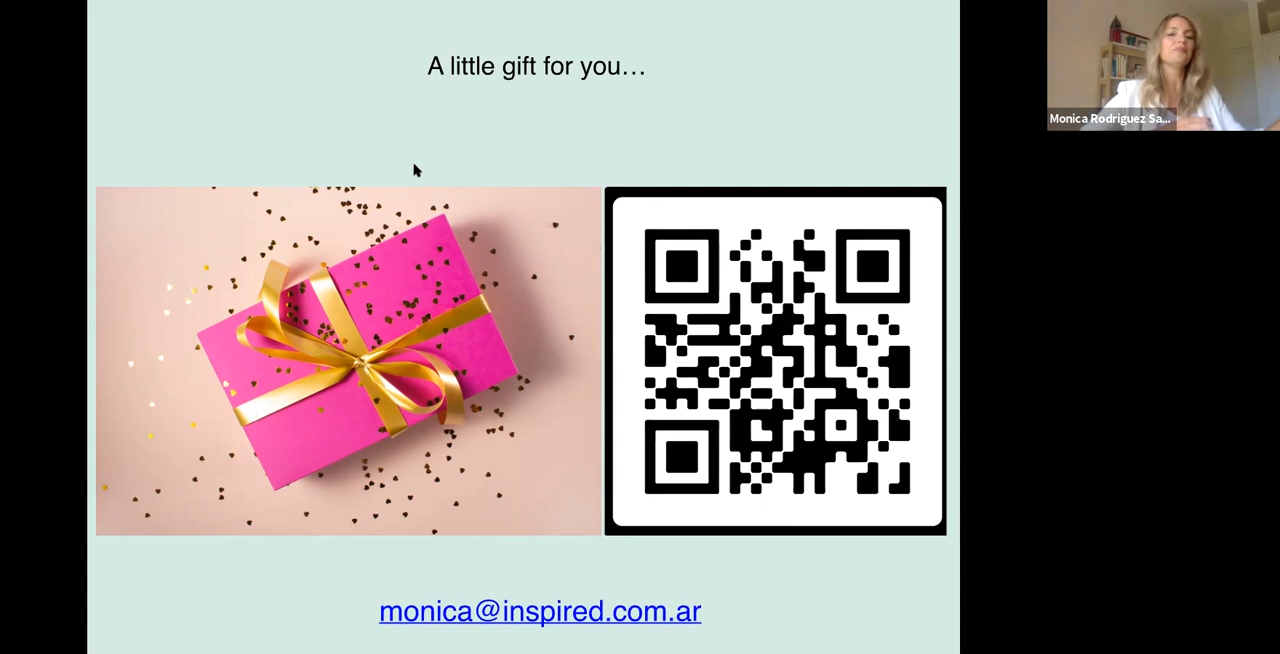 A little gift for you…
Monica Rodriguez Sa...
monica@inspired.com.ar